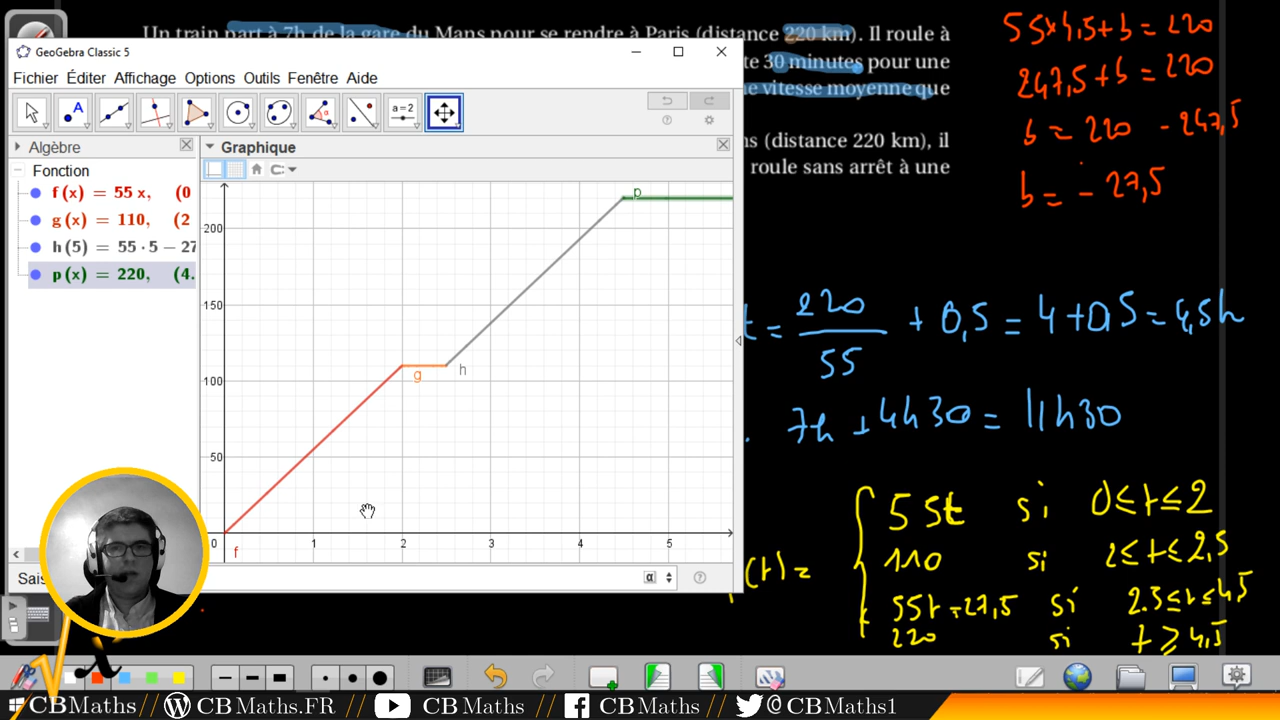 Un train part à 7h de la gare du Mans pour se rendre à Paris (distance 220 km). Il roule à
te 30 minutes pour une
e vitesse moyenne que
ns (distance 220 km), il
roule sans arrêt à une
GeoGebra Classic 5
Fichier Éditer Affichage Options Outils Fenêtre Aide
A
a=2
Algèbre
Graphique
Fonction
f(x) = 55 x, (0
g(x) = 110, (2
h(5) = 55 · 5 − 27
p(x) = 220, (4.
200
150
100
50
0 1 2 3 4 5
f
g
h
p
Sais
α
55×4,5+b = 220
247,5+b = 220
b = 220 - 247,5
b = - 27,5
t = 220/55 + 0,5 = 4+0,5 = 4,5h
7h + 4h30 = 11h30
(t) =
55t si 0≤t≤2
110 si 2≤t≤2,5
55t-27,5 si 2.5≤t≤4,5
220 si t≥4,5
√x
CBMaths CBMaths.FR CBMaths CBMaths @CBMaths1